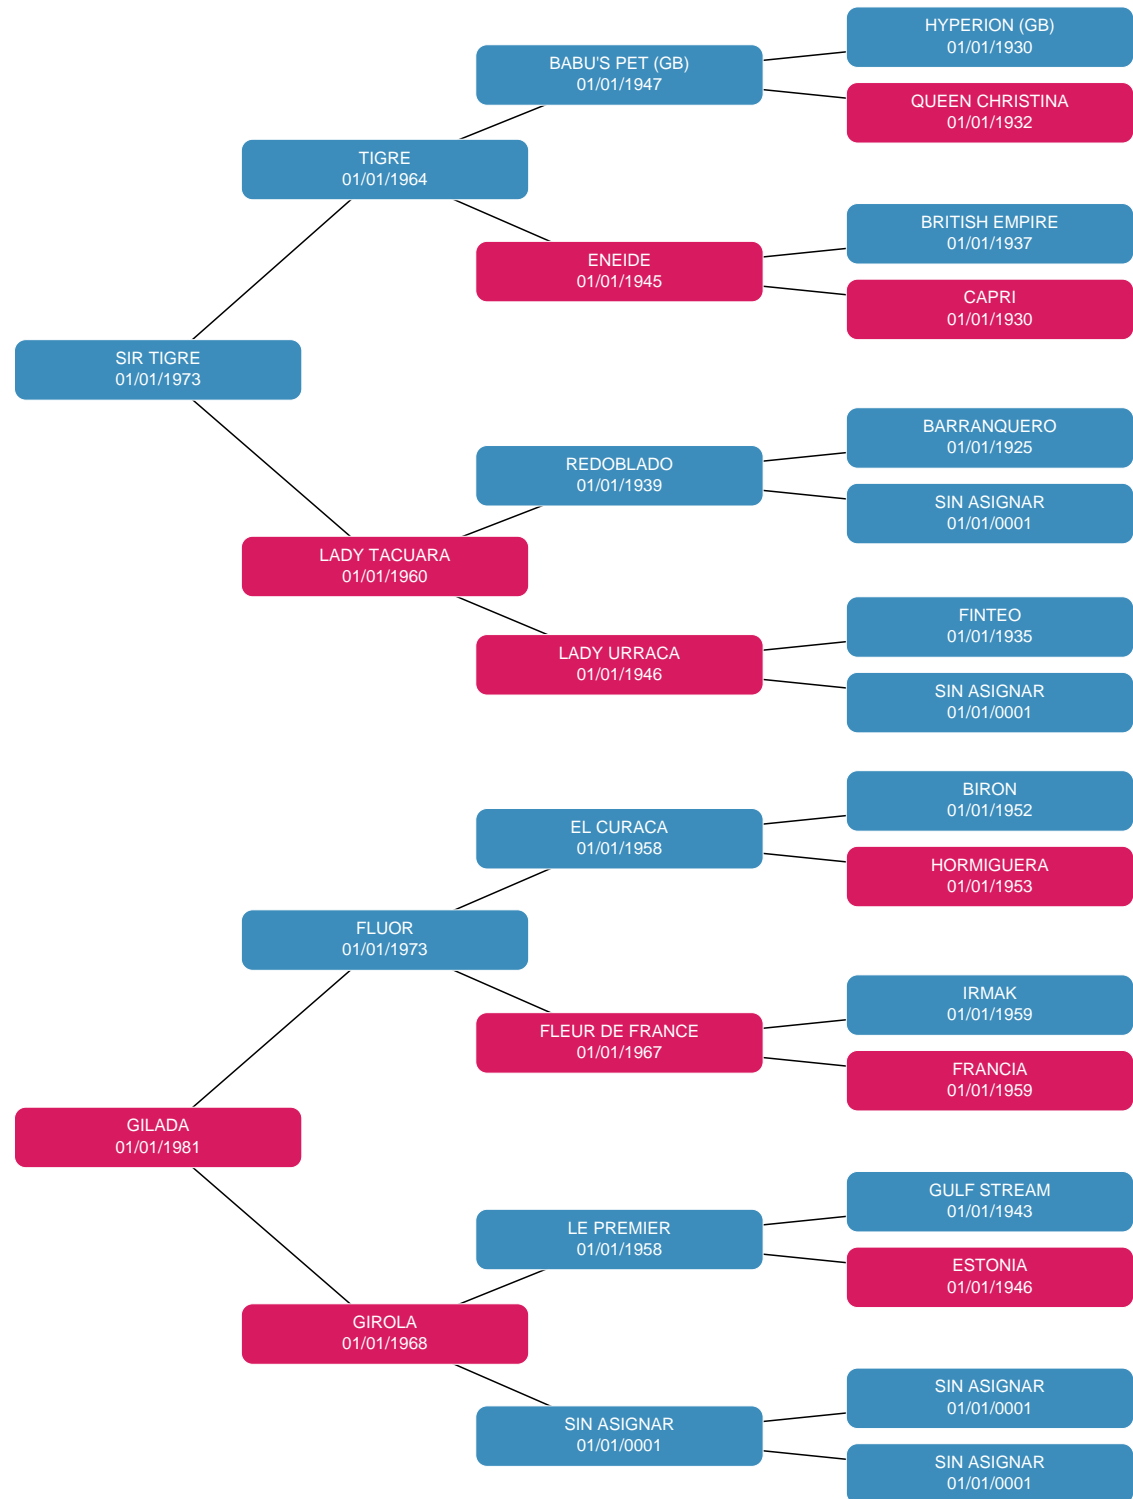 HYPERION (GB)
01/01/1930
BABU'S PET (GB)
01/01/1947
QUEEN CHRISTINA
01/01/1932
TIGRE
01/01/1964
BRITISH EMPIRE
01/01/1937
ENEIDE
01/01/1945
CAPRI
01/01/1930
SIR TIGRE
01/01/1973
BARRANQUERO
01/01/1925
REDOBLADO
01/01/1939
SIN ASIGNAR
01/01/0001
LADY TACUARA
01/01/1960
FINTEO
01/01/1935
LADY URRACA
01/01/1946
SIN ASIGNAR
01/01/0001
BIRON
01/01/1952
EL CURACA
01/01/1958
HORMIGUERA
01/01/1953
FLUOR
01/01/1973
IRMAK
01/01/1959
FLEUR DE FRANCE
01/01/1967
FRANCIA
01/01/1959
GILADA
01/01/1981
GULF STREAM
01/01/1943
LE PREMIER
01/01/1958
ESTONIA
01/01/1946
GIROLA
01/01/1968
SIN ASIGNAR
01/01/0001
SIN ASIGNAR
01/01/0001
SIN ASIGNAR
01/01/0001